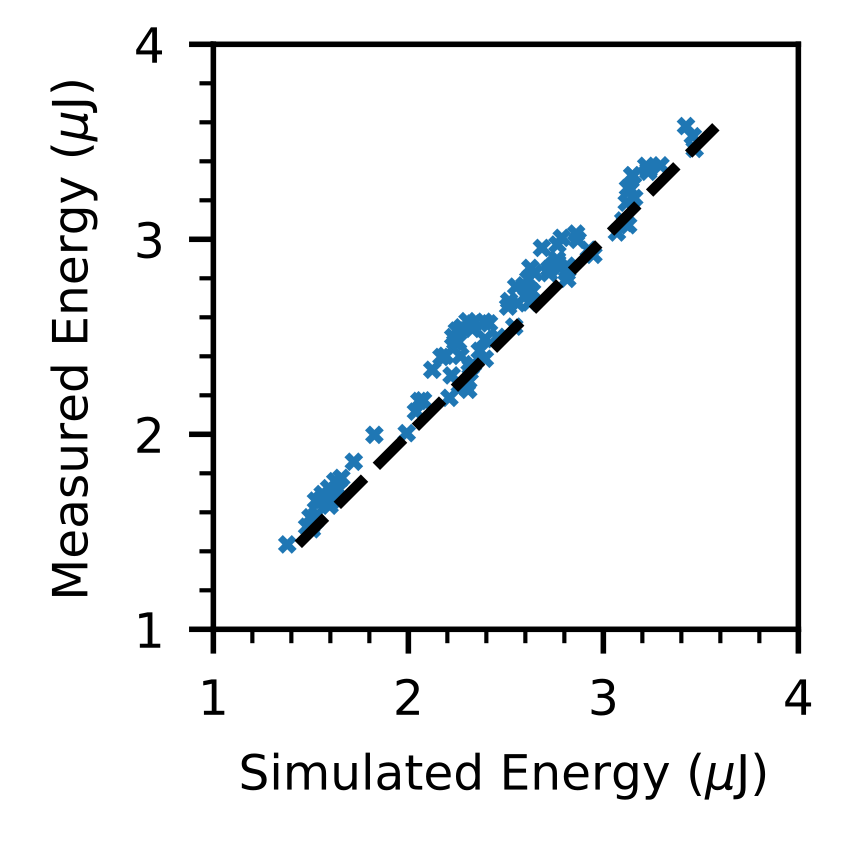 4
3
2
1
Measured Energy (μJ)
1 2 3 4
Simulated Energy (μJ)